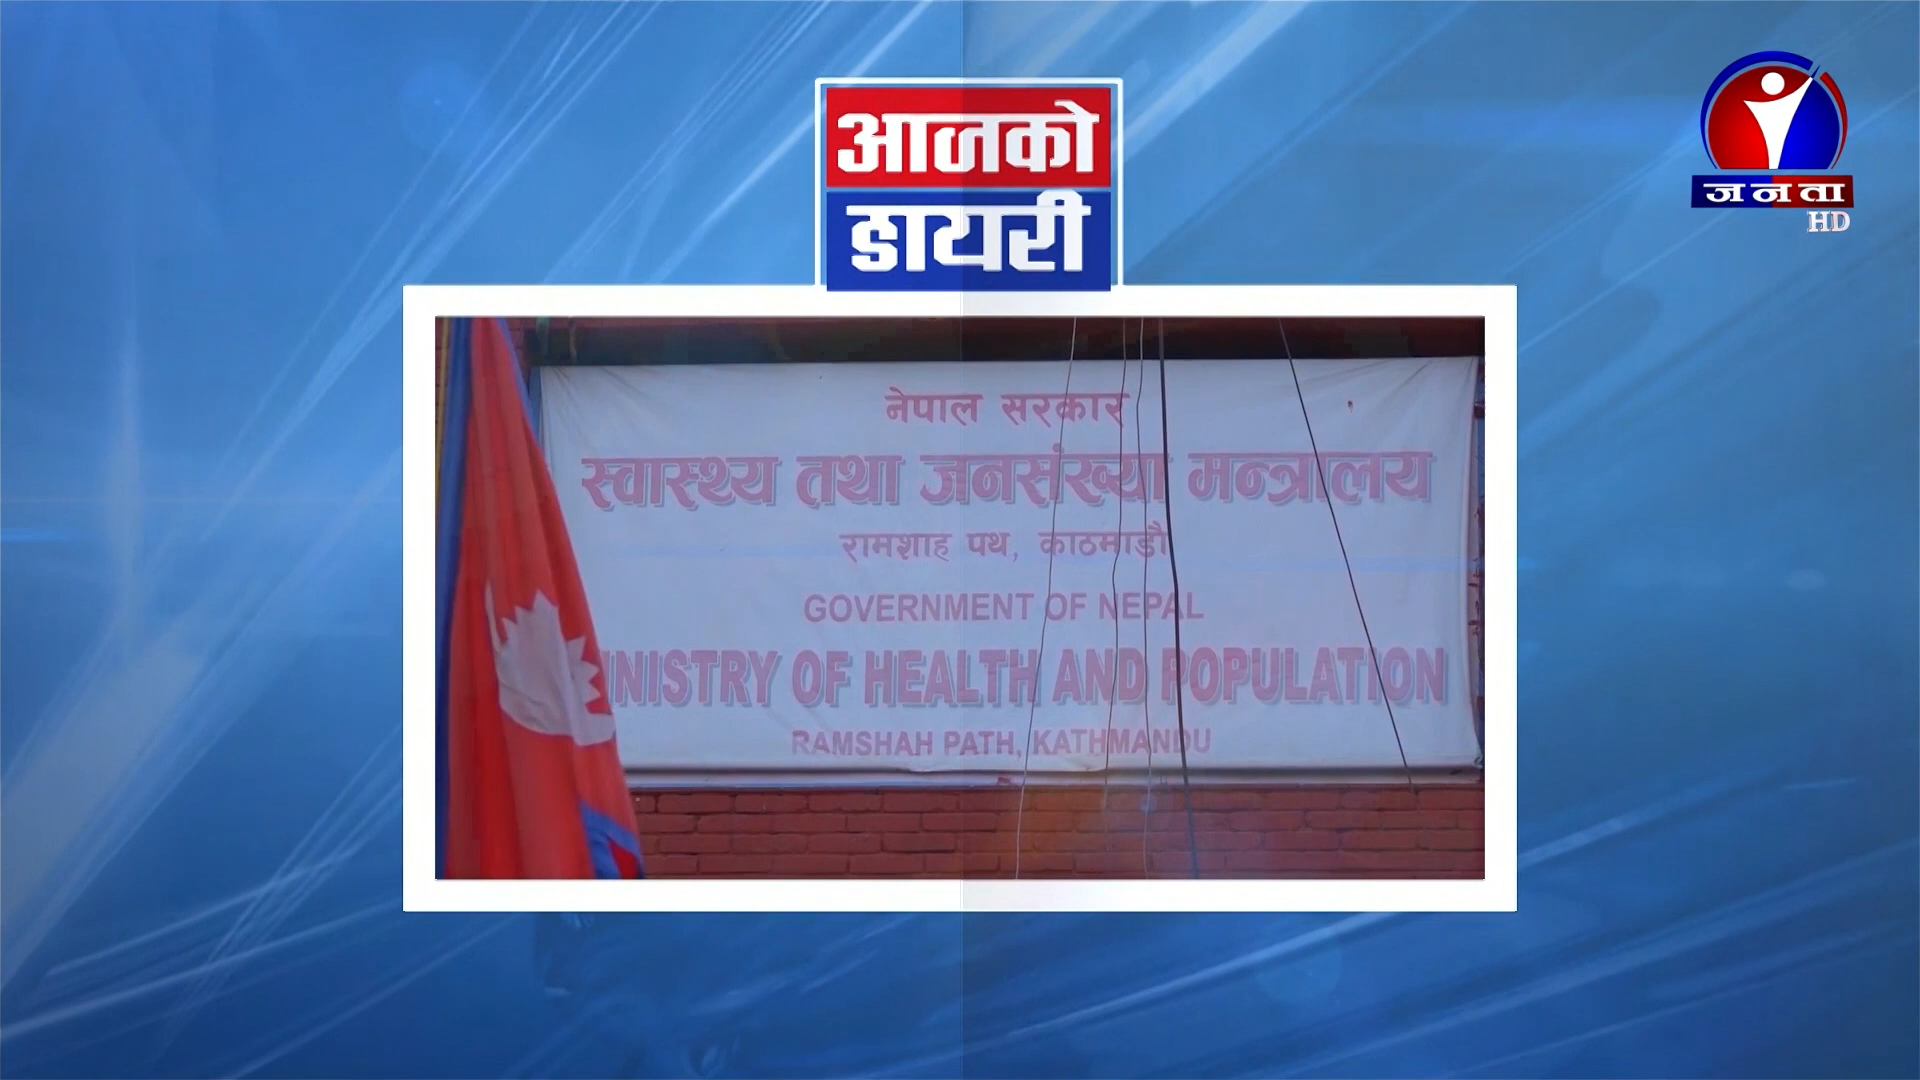 आजको
डायरी
जनता
HD
नेपाल सरकार
स्वास्थ्य तथा जनसंख्या मन्त्रालय
रामशाह पथ, काठमाडौं
GOVERNMENT OF NEPAL
INISTRY OF HEALTH AND POPULATION
RAMSHAH PATH, KATHMANDU